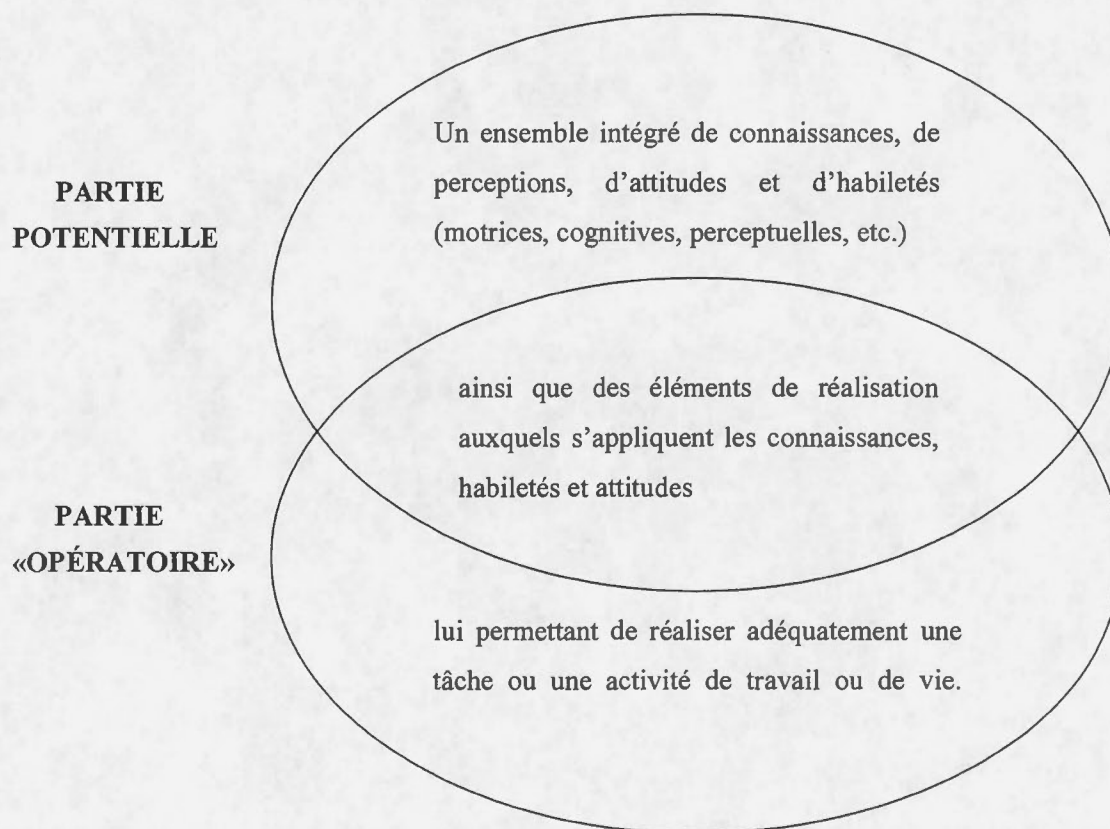 Un ensemble intégré de connaissances, de
perceptions, d'attitudes et d'habiletés
(motrices, cognitives, perceptuelles, etc.)
PARTIE
POTENTIELLE
ainsi que des éléments de réalisation
auxquels s'appliquent les connaissances,
habiletés et attitudes
PARTIE
«OPÉRATOIRE»
lui permettant de réaliser adéquatement une
tâche ou une activité de travail ou de vie.